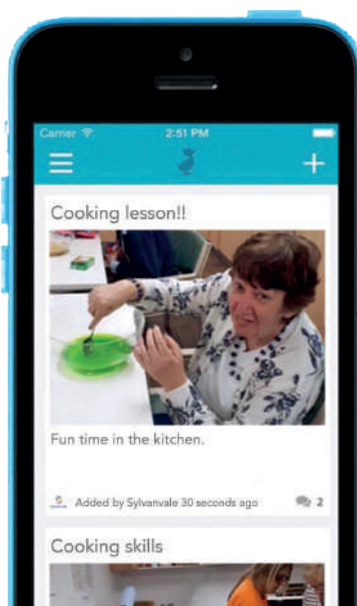 Carrier 2:51 PM
Cooking lesson!!
Fun time in the kitchen.
Added by Sylvanvale 30 seconds ago 2
Cooking skills